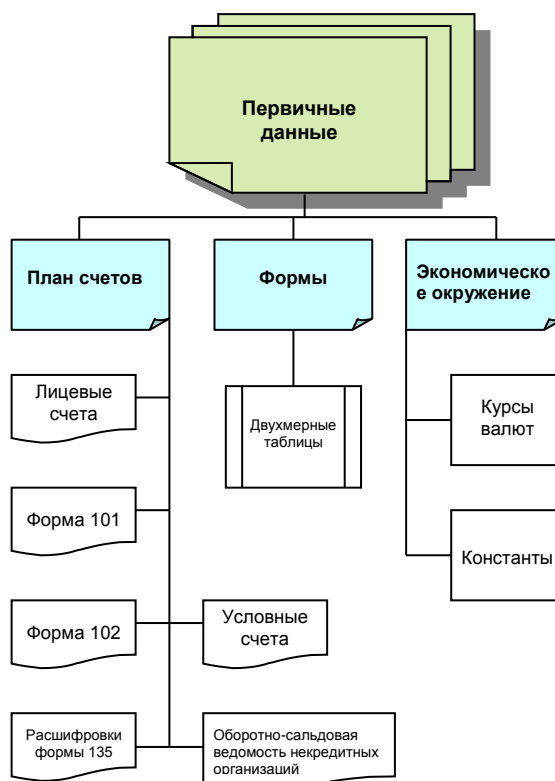 Первичные
данные
План счетов
Формы
Экономическо
е окружение
Лицевые
счета
Двухмерные
таблицы
Курсы
валют
Форма 101
Константы
Форма 102
Условные
счета
Расшифровки
формы 135
Оборотно-сальдовая
ведомость некредитных
организаций